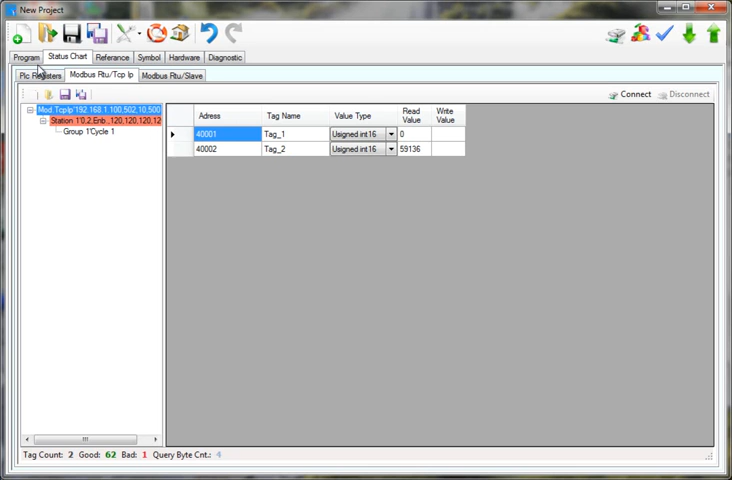 New Project
Program Status Chart Reference Symbol Hardware Diagnostic
Plc Registers Modbus Rtu/Tcp Ip Modbus Rtu/Slave
Connect Disconnect
Mod.TcpIp'192.168.1.100,502,10,500
Station 1'0,2,Enb.,120,120,120,12
Group 1'Cycle 1
Adress Tag Name Value Type Read Value Write Value
40001 Tag_1 Usigned int16 0
40002 Tag_2 Usigned int16 59136
Tag Count: 2 Good: 62 Bad: 1 Query Byte Cnt.: 4